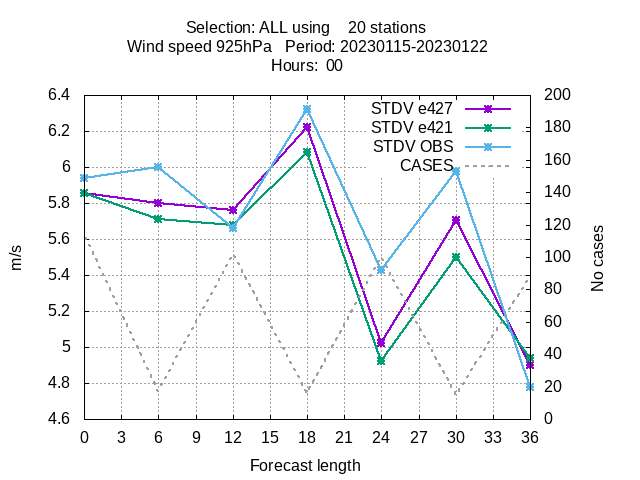 Selection: ALL using    20 stations
Wind speed 925hPa   Period: 20230115-20230122
Hours:  00
STDV e427
STDV e421
STDV OBS
CASES
6.4
6.2
6
5.8
5.6
5.4
5.2
5
4.8
4.6
m/s
200
180
160
140
120
100
80
60
40
20
0
No cases
0 3 6 9 12 15 18 21 24 27 30 33 36
Forecast length